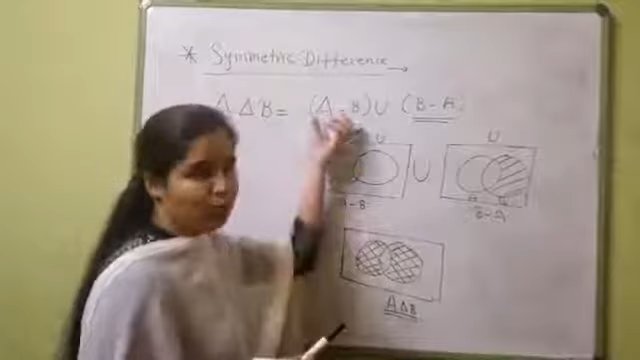 * Symmetric Difference →
A Δ B = (A - B) ∪ (B - A)
U U
∪
A-B A B
B-A
A Δ B